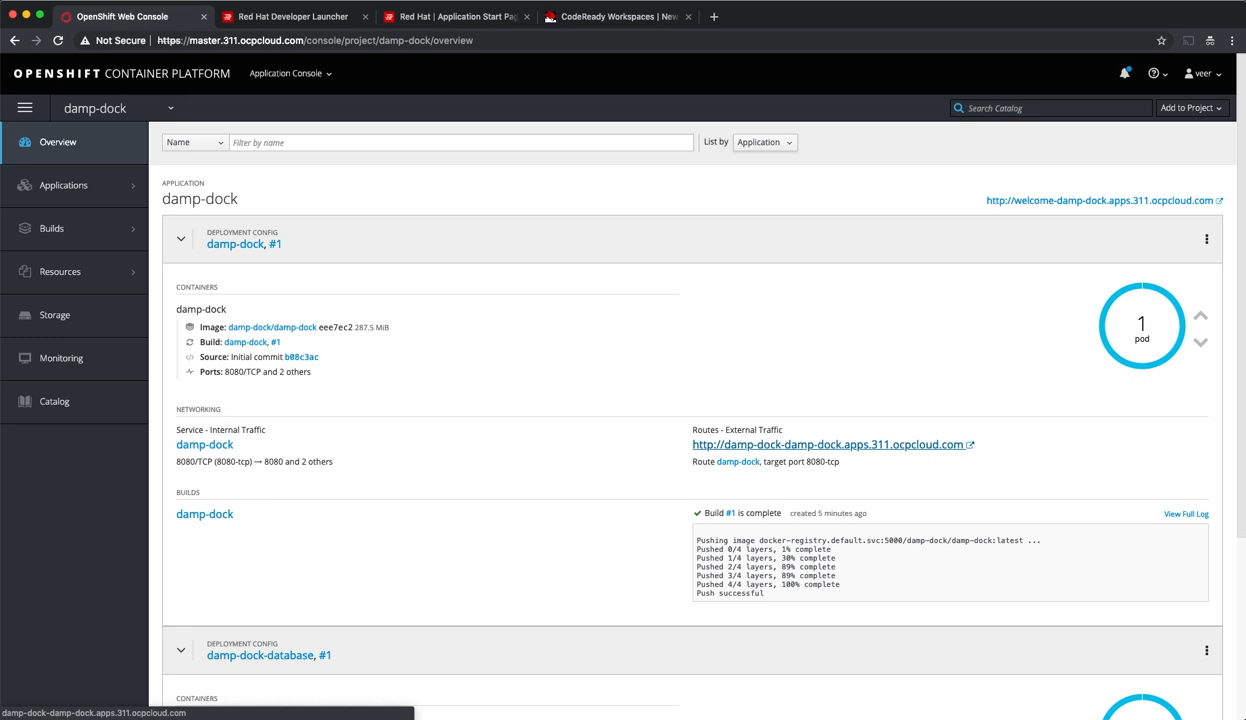 OpenShift Web Console
Red Hat Developer Launcher
Red Hat | Application Start Pag
CodeReady Workspaces | New
Not Secure | https://master.311.ocpcloud.com/console/project/damp-dock/overview
OPENSHIFT CONTAINER PLATFORM
Application Console
veer
damp-dock
Search Catalog
Add to Project
Overview
Applications
Builds
Resources
Storage
Monitoring
Catalog
Name
Filter by name
List by
Application
APPLICATION
damp-dock
http://welcome-damp-dock.apps.311.ocpcloud.com
DEPLOYMENT CONFIG
damp-dock, #1
CONTAINERS
damp-dock
Image: damp-dock/damp-dock eee7ec2 287.5 MiB
Build: damp-dock, #1
Source: Initial commit b08c3ac
Ports: 8080/TCP and 2 others
1
pod
NETWORKING
Service - Internal Traffic
damp-dock
8080/TCP (8080-tcp) → 8080 and 2 others
Routes - External Traffic
http://damp-dock-damp-dock.apps.311.ocpcloud.com
Route damp-dock, target port 8080-tcp
BUILDS
damp-dock
Build #1 is complete created 5 minutes ago
View Full Log
Pushing image docker-registry.default.svc:5000/damp-dock/damp-dock:latest ...
Pushed 0/4 layers, 1% complete
Pushed 1/4 layers, 30% complete
Pushed 2/4 layers, 89% complete
Pushed 3/4 layers, 89% complete
Pushed 4/4 layers, 100% complete
Push successful
DEPLOYMENT CONFIG
damp-dock-database, #1
CONTAINERS
damp-dock-damp-dock.apps.311.ocpcloud.com